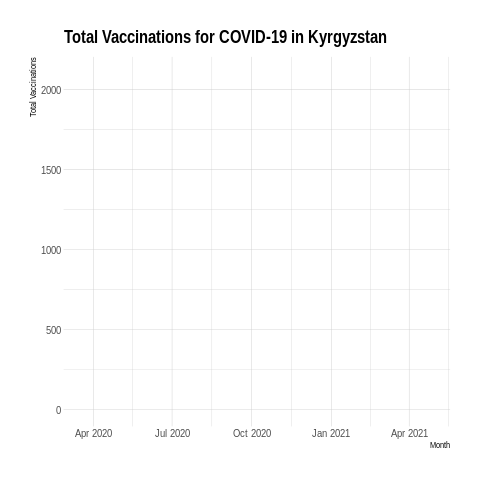 Total Vaccinations for COVID-19 in Kyrgyzstan
Total Vaccinations
2000
1500
1000
500
0
Apr 2020 Jul 2020 Oct 2020 Jan 2021 Apr 2021
Month